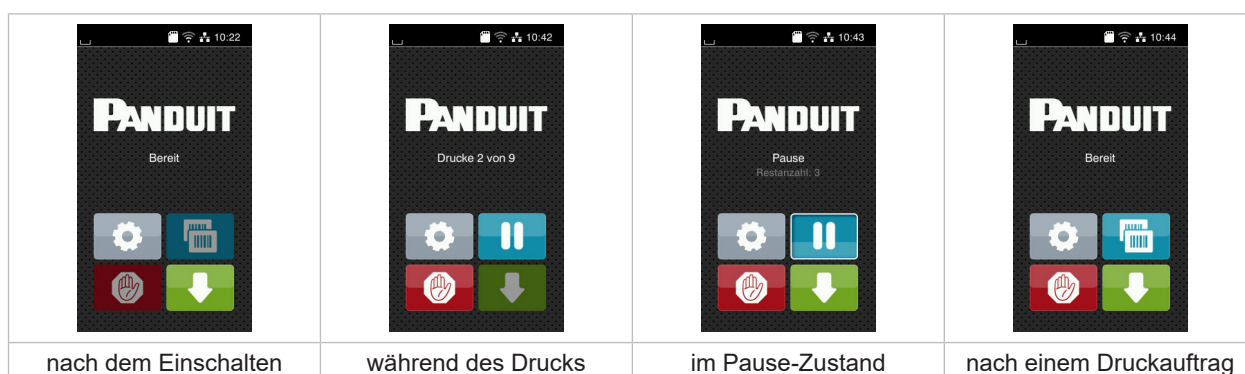 10:22
PANDUIT
Bereit
nach dem Einschalten
10:42
PANDUIT
Drucke 2 von 9
während des Drucks
10:43
PANDUIT
Pause
Restanzahl: 3
im Pause-Zustand
10:44
PANDUIT
Bereit
nach einem Druckauftrag